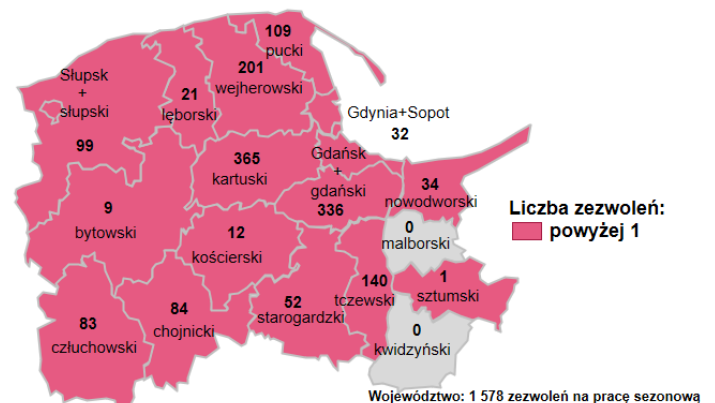 109
pucki
201
wejherowski
Słupsk
+
słupski
99
21
lęborski
Gdynia+Sopot
32
365
kartuski
Gdańsk
+
gdański
336
34
nowodworski
9
bytowski
12
kościerski
0
malborski
Liczba zezwoleń:
powyżej 1
83
człuchowski
84
chojnicki
52
starogardzki
140
tczewski
1
sztumski
0
kwidzyński
Województwo: 1 578 zezwoleń na pracę sezonową